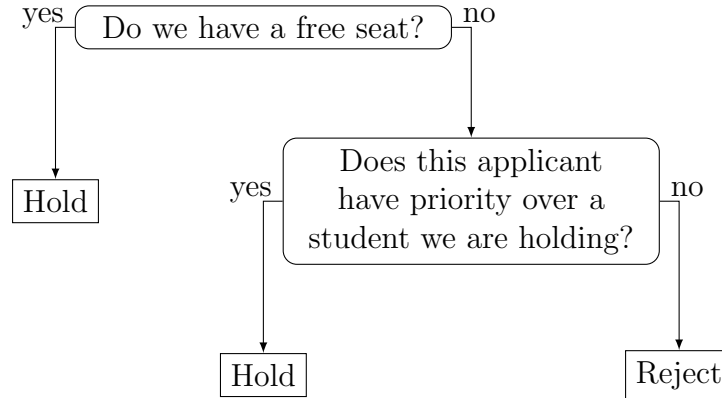 yes
Do we have a free seat?
no
Hold
yes
Does this applicant
have priority over a
student we are holding?
no
Hold
Reject